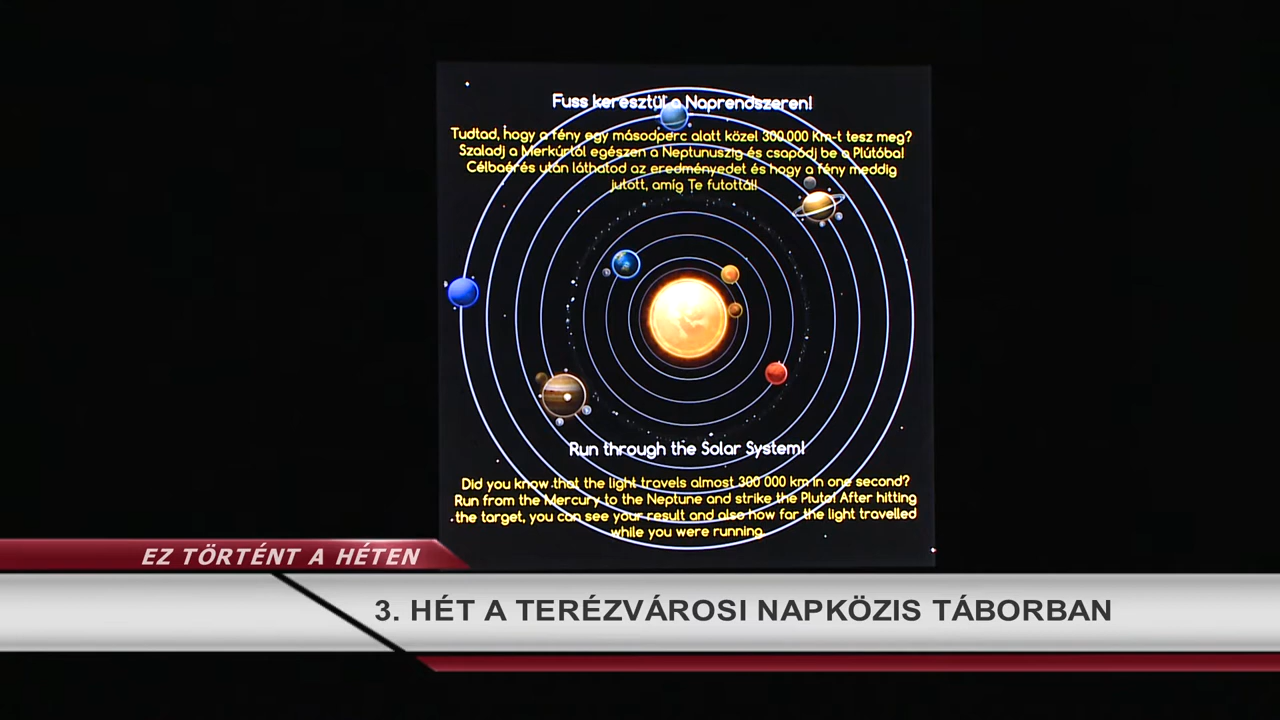 Fuss keresztül a Naprendszeren!
Tudtad, hogy a fény egy másodperc alatt közel 300.000 Km-t tesz meg?
Szaladj a Merkúrtól egészen a Neptunuszig és csapódj be a Plútóba!
Célbaérés után láthatod az eredményedet és hogy a fény meddig
jutott, amíg Te futottál!
Run through the Solar System!
Did you know that the light travels almost 300 000 km in one second?
Run from the Mercury to the Neptune and strike the Pluto! After hitting
the target, you can see your result and also how far the light travelled
while you were running.
EZ TÖRTÉNT A HÉTEN
3. HÉT A TERÉZVÁROSI NAPKÖZIS TÁBORBAN